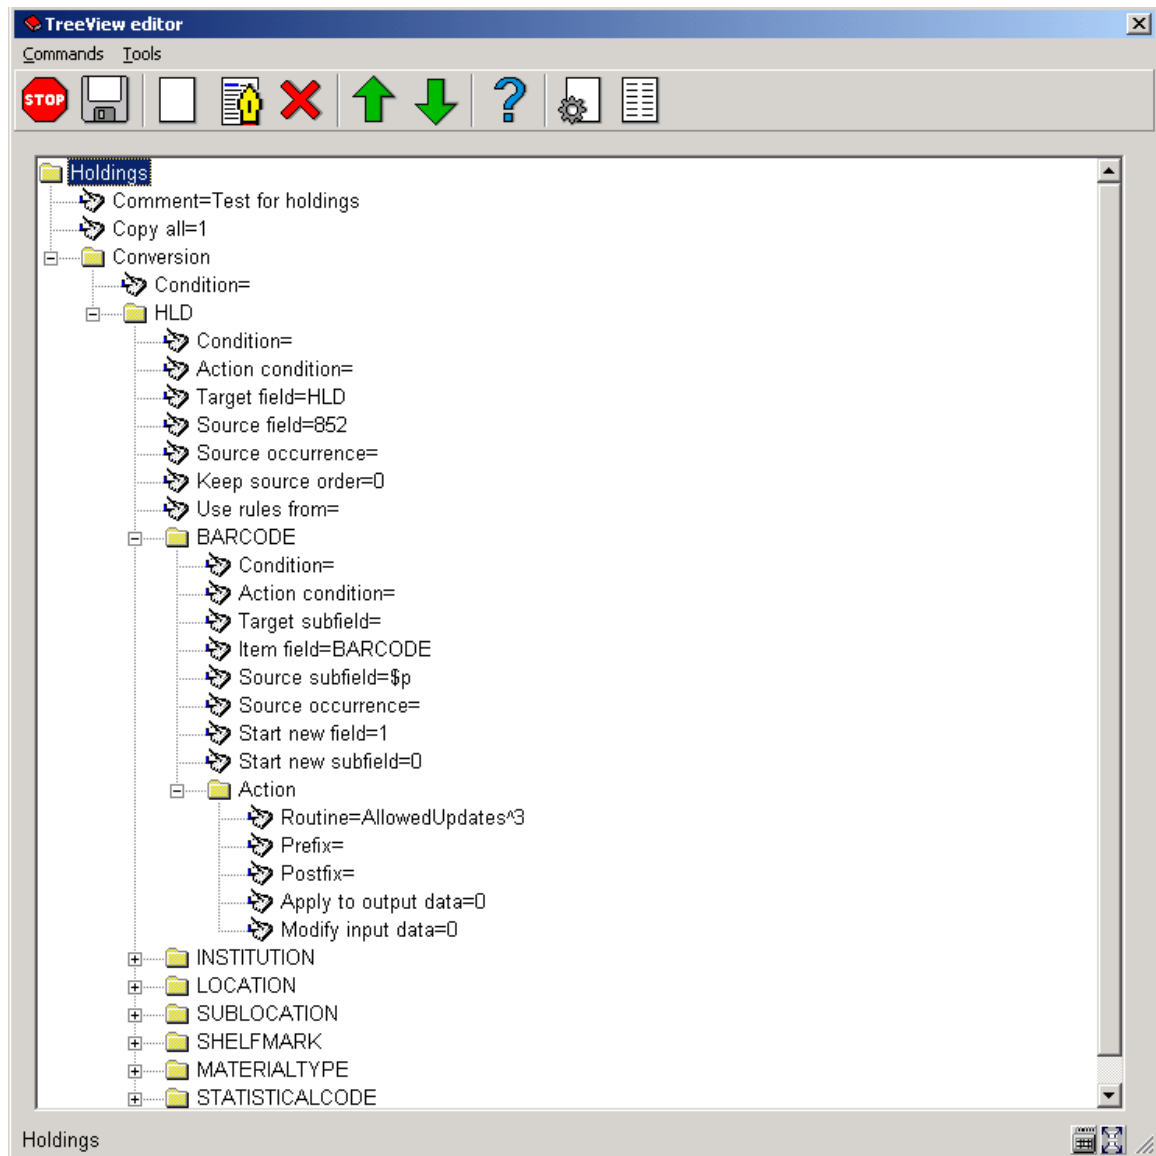 TreeView editor
Commands Tools
STOP
Holdings
Comment=Test for holdings
Copy all=1
Conversion
Condition=
HLD
Condition=
Action condition=
Target field=HLD
Source field=852
Source occurrence=
Keep source order=0
Use rules from=
BARCODE
Condition=
Action condition=
Target subfield=
Item field=BARCODE
Source subfield=$p
Source occurrence=
Start new field=1
Start new subfield=0
Action
Routine=AllowedUpdates^3
Prefix=
Postfix=
Apply to output data=0
Modify input data=0
INSTITUTION
LOCATION
SUBLOCATION
SHELFMARK
MATERIALTYPE
STATISTICALCODE
Holdings